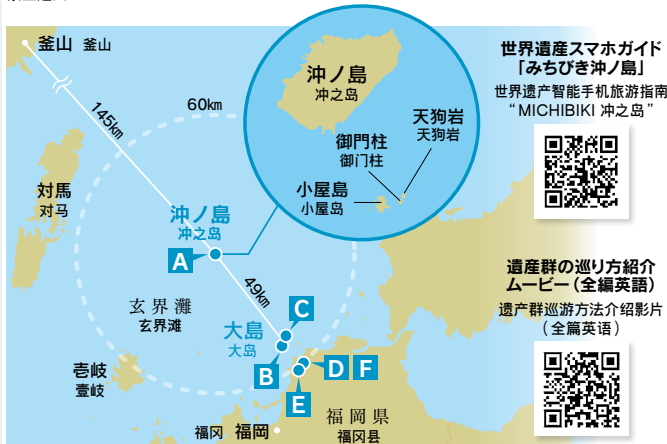 釜山 釜山
145km
60km
対馬
对马
沖ノ島
冲之岛
A
49km
玄界灘
玄界滩
大島
大岛
C
B
D F
E
壱岐
壹岐
福冈 福岡
福岡県
福冈县
沖ノ島
冲之岛
天狗岩
天狗岩
御門柱
御门柱
小屋島
小屋岛
世界遺産スマホガイド
「みちびき沖ノ島」
世界遗产智能手机旅游指南
“MICHIBIKI 冲之岛”
遺産群の巡り方紹介
ムービー（全編英語）
遗产群巡游方法介绍影片
（全篇英语）